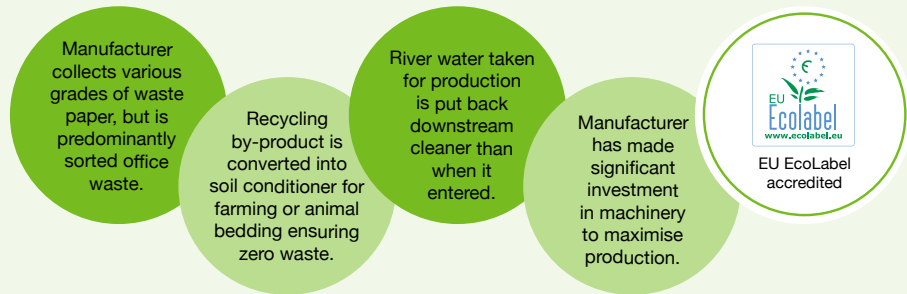 Manufacturer
collects various
grades of waste
paper, but is
predominantly
sorted office
waste.
Recycling
by-product is
converted into
soil conditioner for
farming or animal
bedding ensuring
zero waste.
River water taken
for production
is put back
downstream
cleaner than
when it
entered.
Manufacturer
has made
significant
investment
in machinery
to maximise
production.
EU
Ecolabel
www.ecolabel.eu
EU EcoLabel
accredited